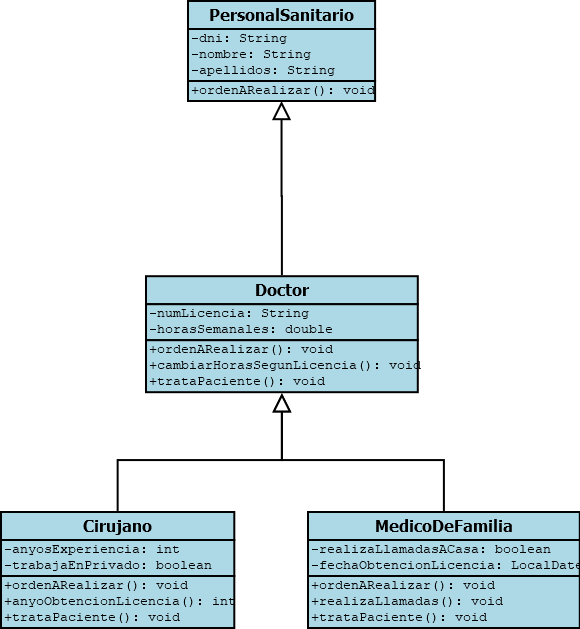 PersonalSanitario
-dni: String
-nombre: String
-apellidos: String
+ordenARealizar(): void
Doctor
-numLicencia: String
-horasSemanales: double
+ordenARealizar(): void
+cambiarHorasSegunLicencia(): void
+trataPaciente(): void
Cirujano
-anyosExperiencia: int
-trabajaEnPrivado: boolean
+ordenARealizar(): void
+anyoObtencionLicencia(): int
+trataPaciente(): void
MedicoDeFamilia
-realizaLlamadasACasa: boolean
-fechaObtencionLicencia: LocalDate
+ordenARealizar(): void
+realizaLlamadas(): void
+trataPaciente(): void